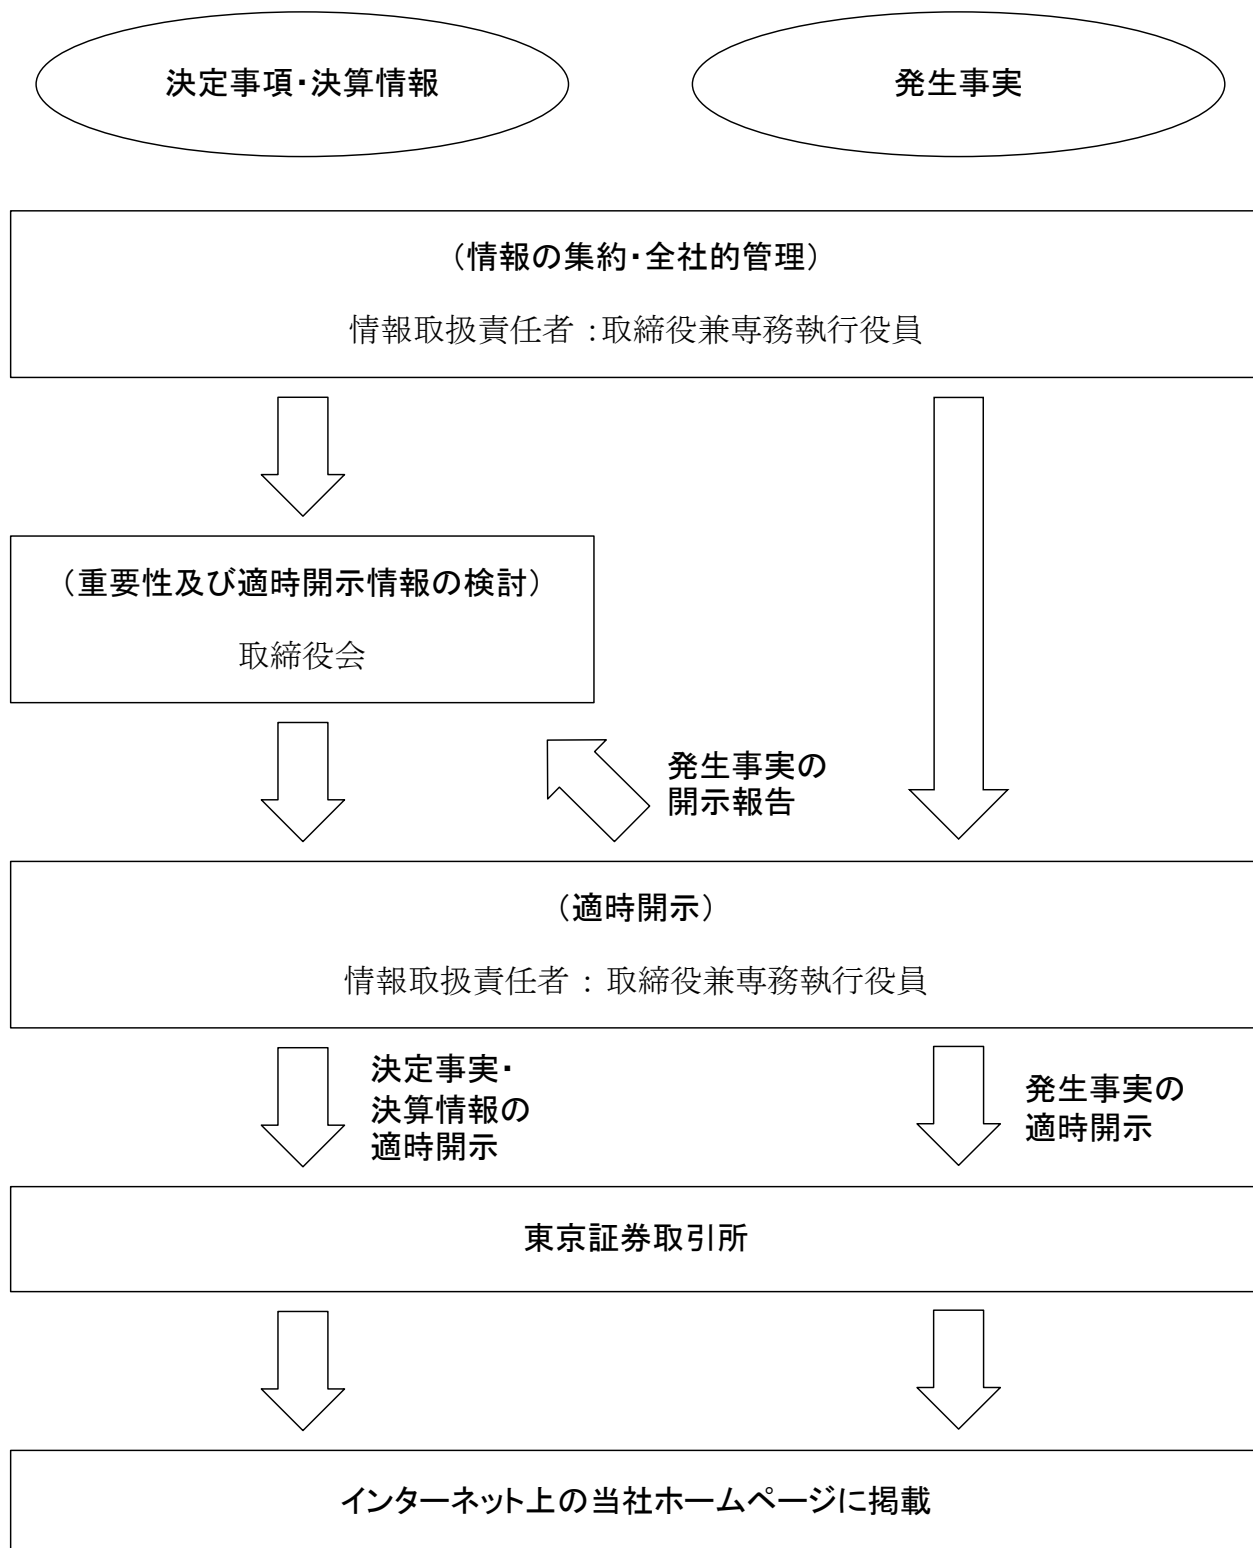 決定事項・決算情報
発生事実
（情報の集約・全社的管理）
情報取扱責任者：取締役兼専務執行役員
（重要性及び適時開示情報の検討）
取締役会
発生事実の
開示報告
（適時開示）
情報取扱責任者：取締役兼専務執行役員
決定事実・
決算情報の
適時開示
発生事実の
適時開示
東京証券取引所
インターネット上の当社ホームページに掲載